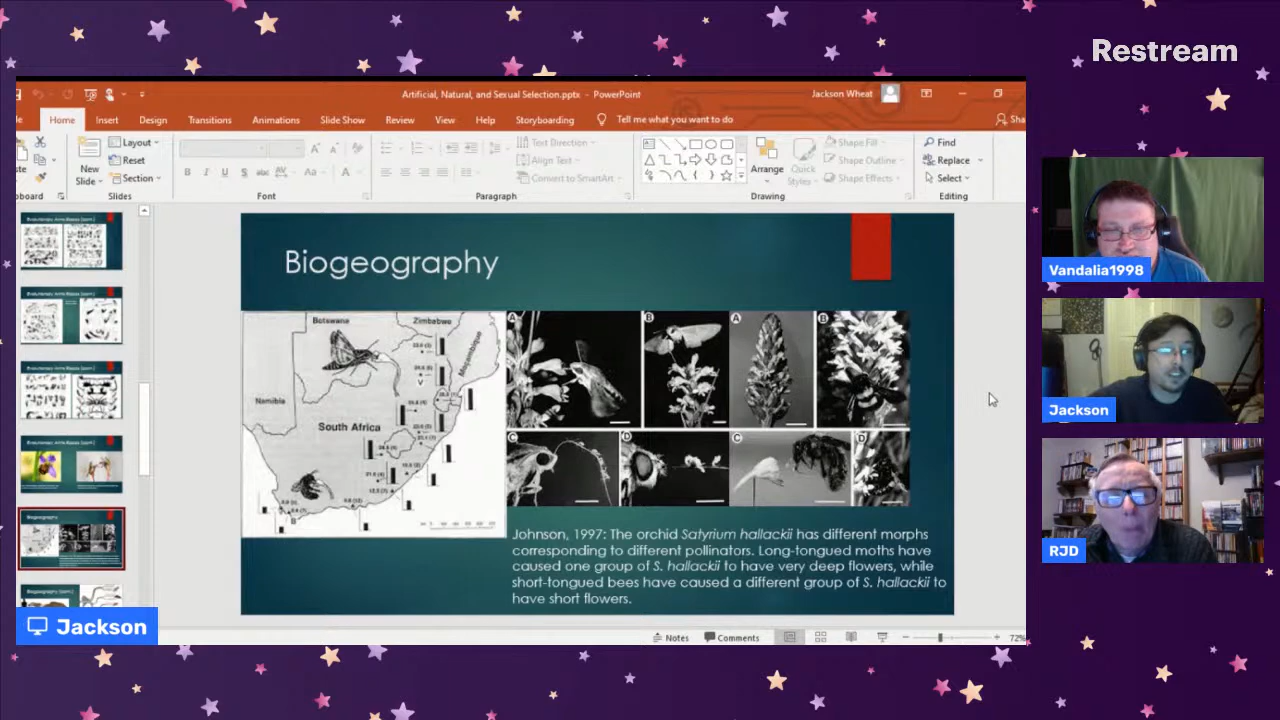 Restream
Artificial, Natural, and Sexual Selection.pptx - PowerPoint
Jackson Wheat
Home Insert Design Transitions Animations Slide Show Review View Help Storyboarding Tell me what you want to do
Sha
New
Slide
Layout
Reset
Section
Slides
Font
Text Direction
Align Text
Convert to SmartArt
Paragraph
Arrange
Quick
Styles
Shape Fill
Shape Outline
Shape Effects
Drawing
Find
Replace
Select
Editing
Biogeography
Botswana
Zimbabwe
Mozambique
Namibia
South Africa
A B A B
C D C D
Johnson, 1997: The orchid Satyrium hallackii has different morphs
corresponding to different pollinators. Long-tongued moths have
caused one group of S. hallackii to have very deep flowers, while
short-tongued bees have caused a different group of S. hallackii to
have short flowers.
Notes Comments
72%
Jackson
Vandalia1998
Jackson
RJD